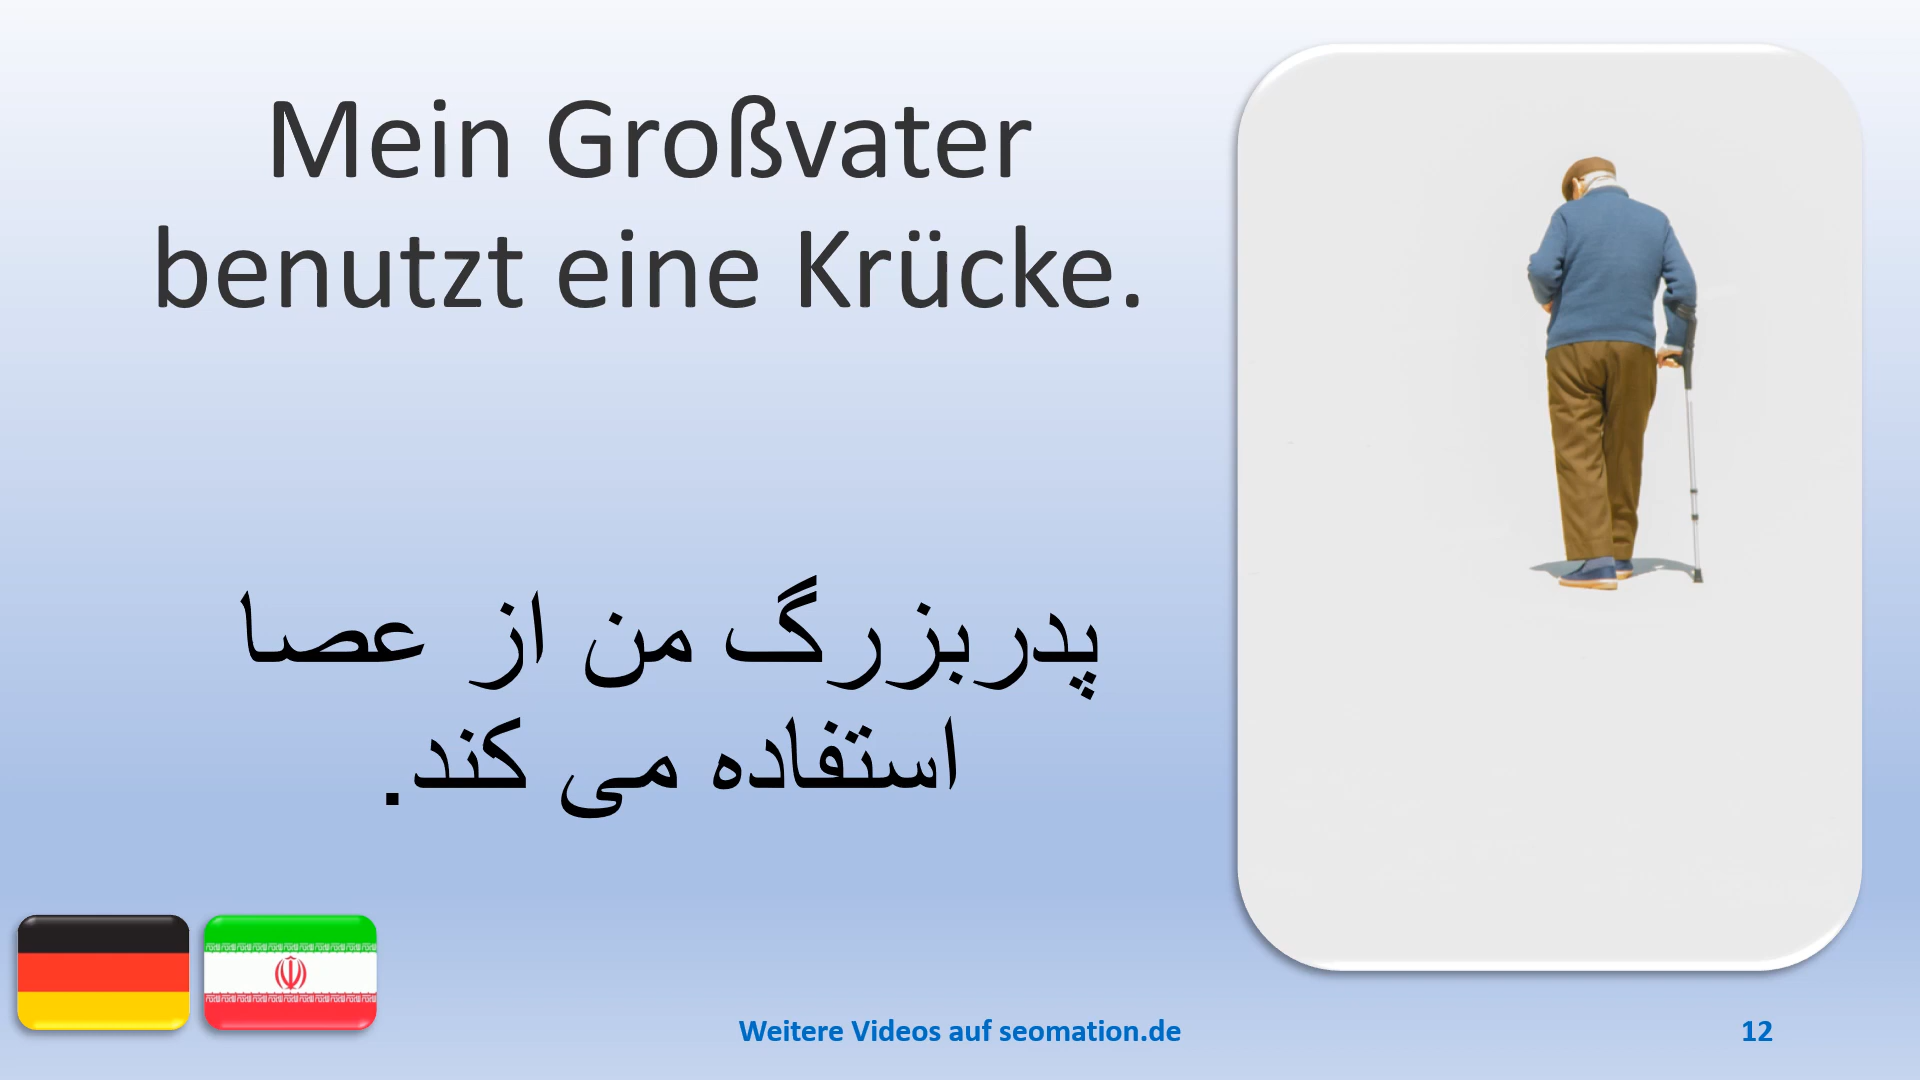 Mein Großvater
benutzt eine Krücke.
پدربزرگ من از عصا
استفاده می کند.
Weitere Videos auf seomation.de
12